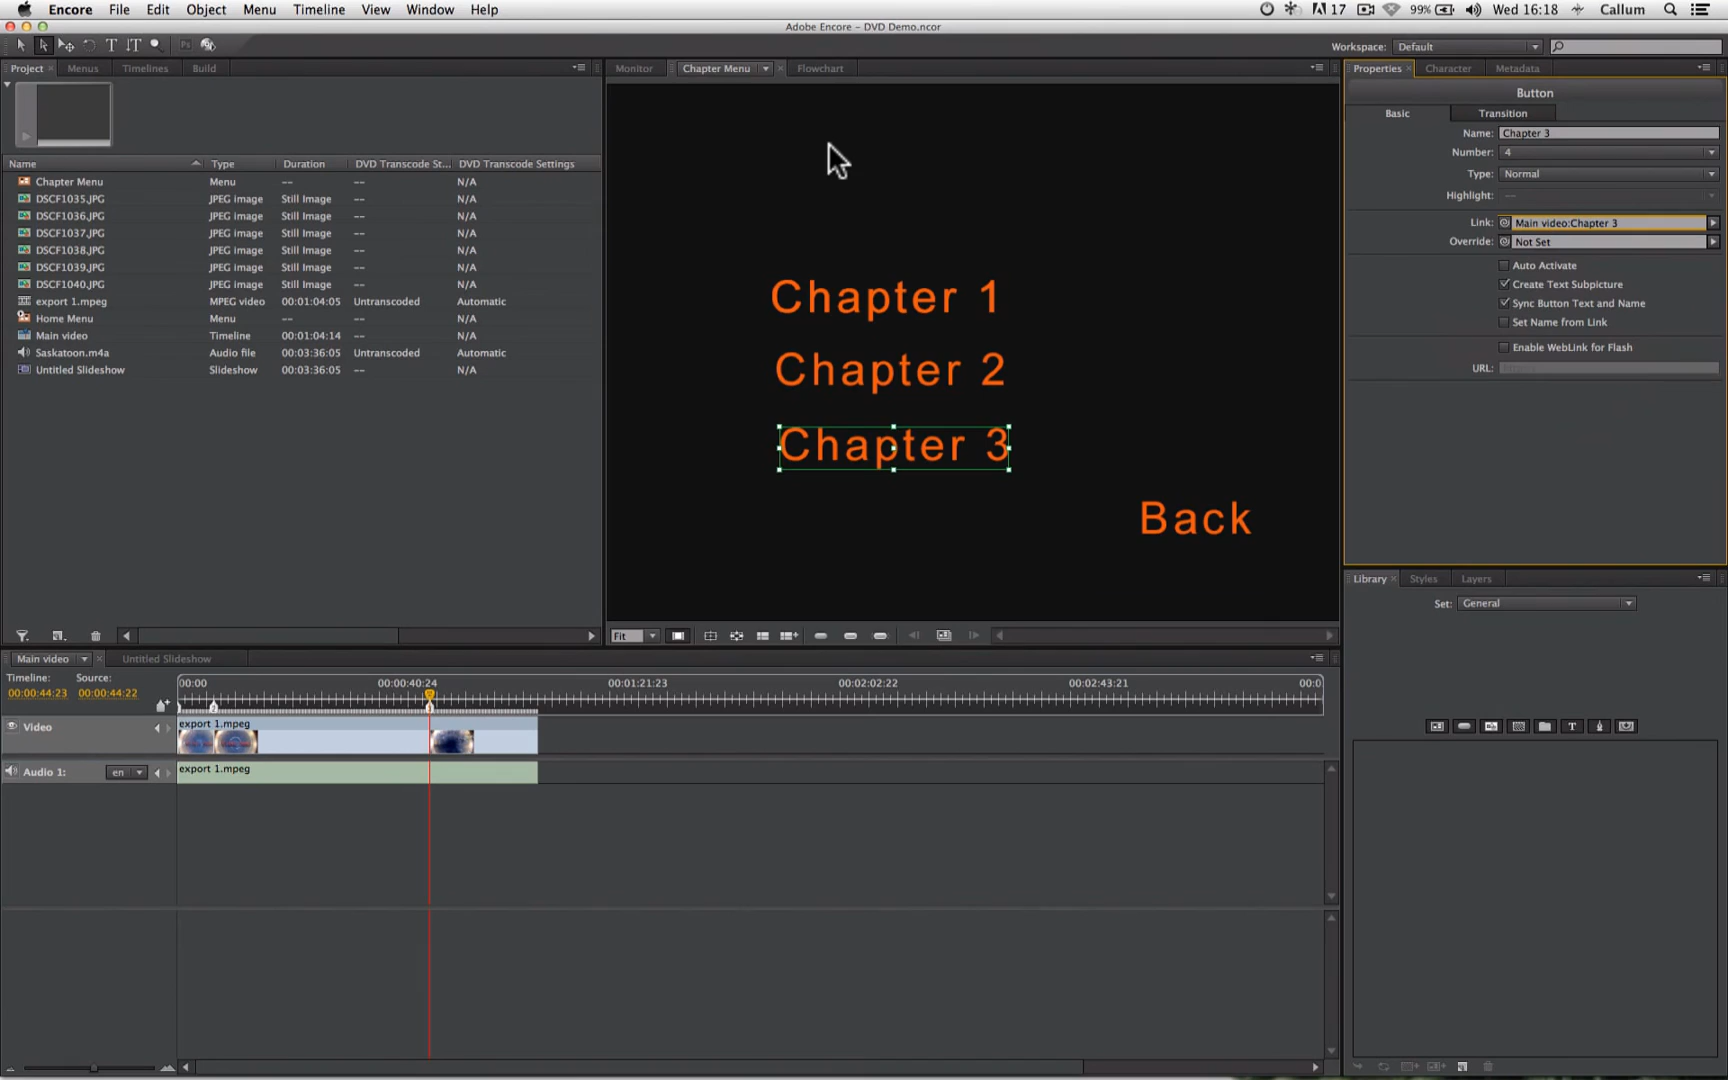 Encore File Edit Object Menu Timeline View Window Help 17 99% Wed 16:18 Callum
Adobe Encore – DVD Demo.ncor
Workspace: Default
Project Menus Timelines Build
Monitor Chapter Menu Flowchart
Properties Character Metadata
Button
Basic Transition
Name: Chapter 3
Number: 4
Type: Normal
Highlight: ---
Link: Main video:Chapter 3
Override: Not Set
Auto Activate
Create Text Subpicture
Sync Button Text and Name
Set Name from Link
Enable WebLink for Flash
URL:
Name Type Duration DVD Transcode St... DVD Transcode Settings
Chapter Menu Menu -- -- N/A
DSCF1035.JPG JPEG image Still Image -- N/A
DSCF1036.JPG JPEG image Still Image -- N/A
DSCF1037.JPG JPEG image Still Image -- N/A
DSCF1038.JPG JPEG image Still Image -- N/A
DSCF1039.JPG JPEG image Still Image -- N/A
DSCF1040.JPG JPEG image Still Image -- N/A
export 1.mpeg MPEG video 00:01:04:05 Untranscoded Automatic
Home Menu Menu -- -- N/A
Main video Timeline 00:01:04:14 -- N/A
Saskatoon.m4a Audio file 00:03:36:05 Untranscoded Automatic
Untitled Slideshow Slideshow 00:03:36:05 -- N/A
Chapter 1
Chapter 2
Chapter 3
Back
Fit
Library Styles Layers
Set: General
Main video Untitled Slideshow
Timeline: Source:
00:00:44:23 00:00:44:22
00:00 00:00:40:24 00:01:21:23 00:02:02:22 00:02:43:21 00:0
Video
export 1.mpeg
Audio 1: en
export 1.mpeg